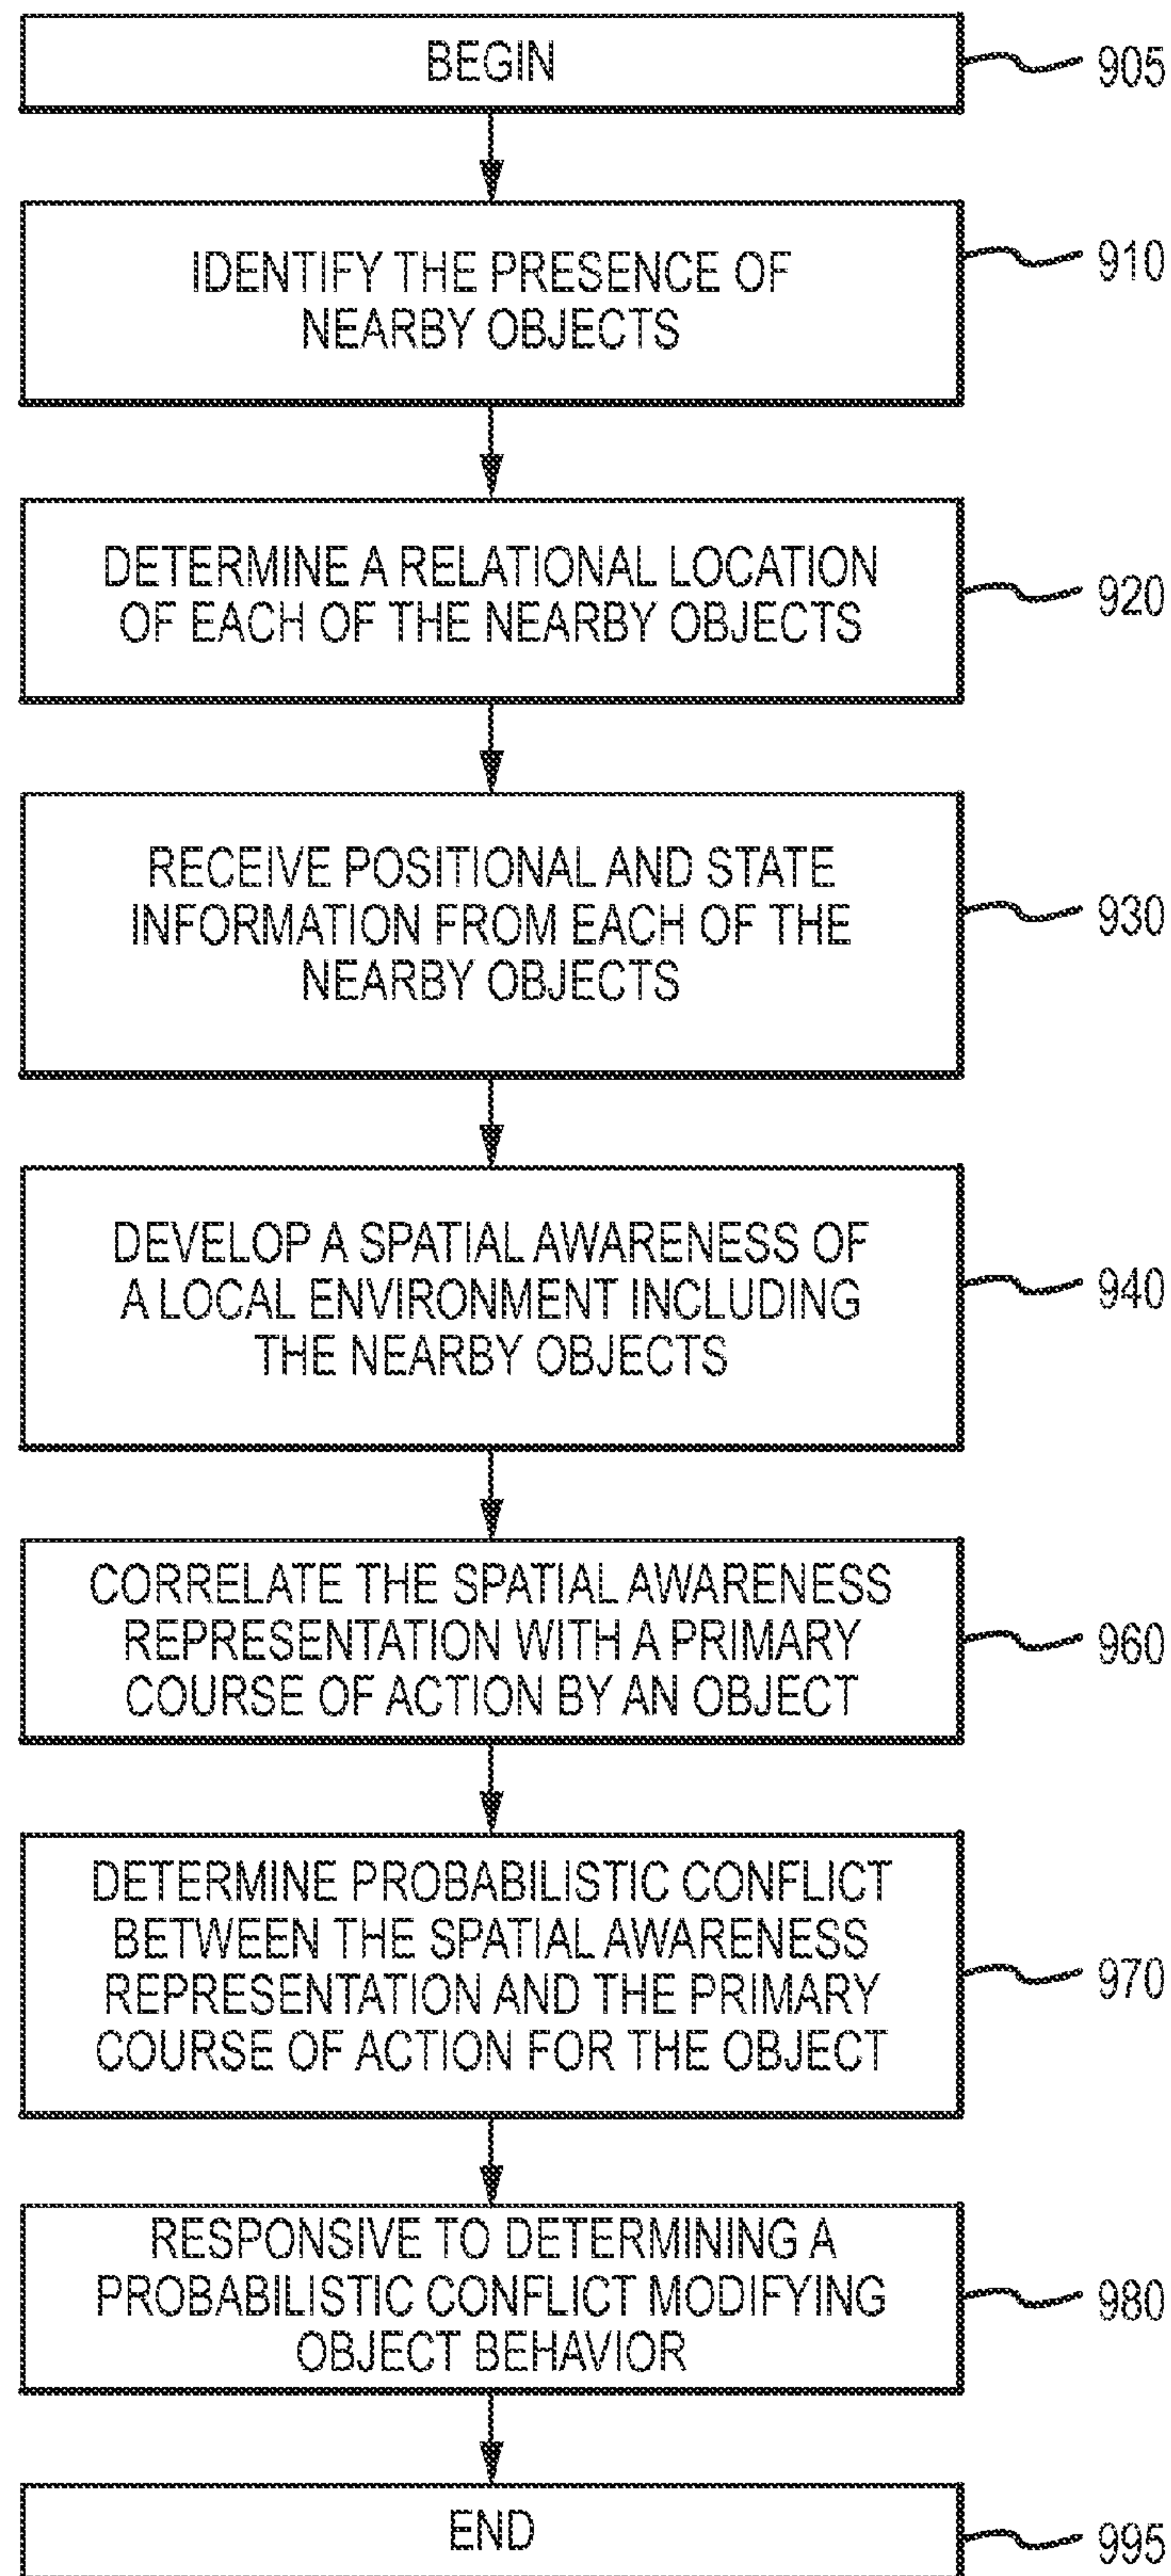 BEGIN
905
IDENTIFY THE PRESENCE OF
NEARBY OBJECTS
910
DETERMINE A RELATIONAL LOCATION
OF EACH OF THE NEARBY OBJECTS
920
RECEIVE POSITIONAL AND STATE
INFORMATION FROM EACH OF THE
NEARBY OBJECTS
930
DEVELOP A SPATIAL AWARENESS OF
A LOCAL ENVIRONMENT INCLUDING
THE NEARBY OBJECTS
940
CORRELATE THE SPATIAL AWARENESS
REPRESENTATION WITH A PRIMARY
COURSE OF ACTION BY AN OBJECT
960
DETERMINE PROBABILISTIC CONFLICT
BETWEEN THE SPATIAL AWARENESS
REPRESENTATION AND THE PRIMARY
COURSE OF ACTION FOR THE OBJECT
970
RESPONSIVE TO DETERMINING A
PROBABILISTIC CONFLICT MODIFYING
OBJECT BEHAVIOR
980
END
995